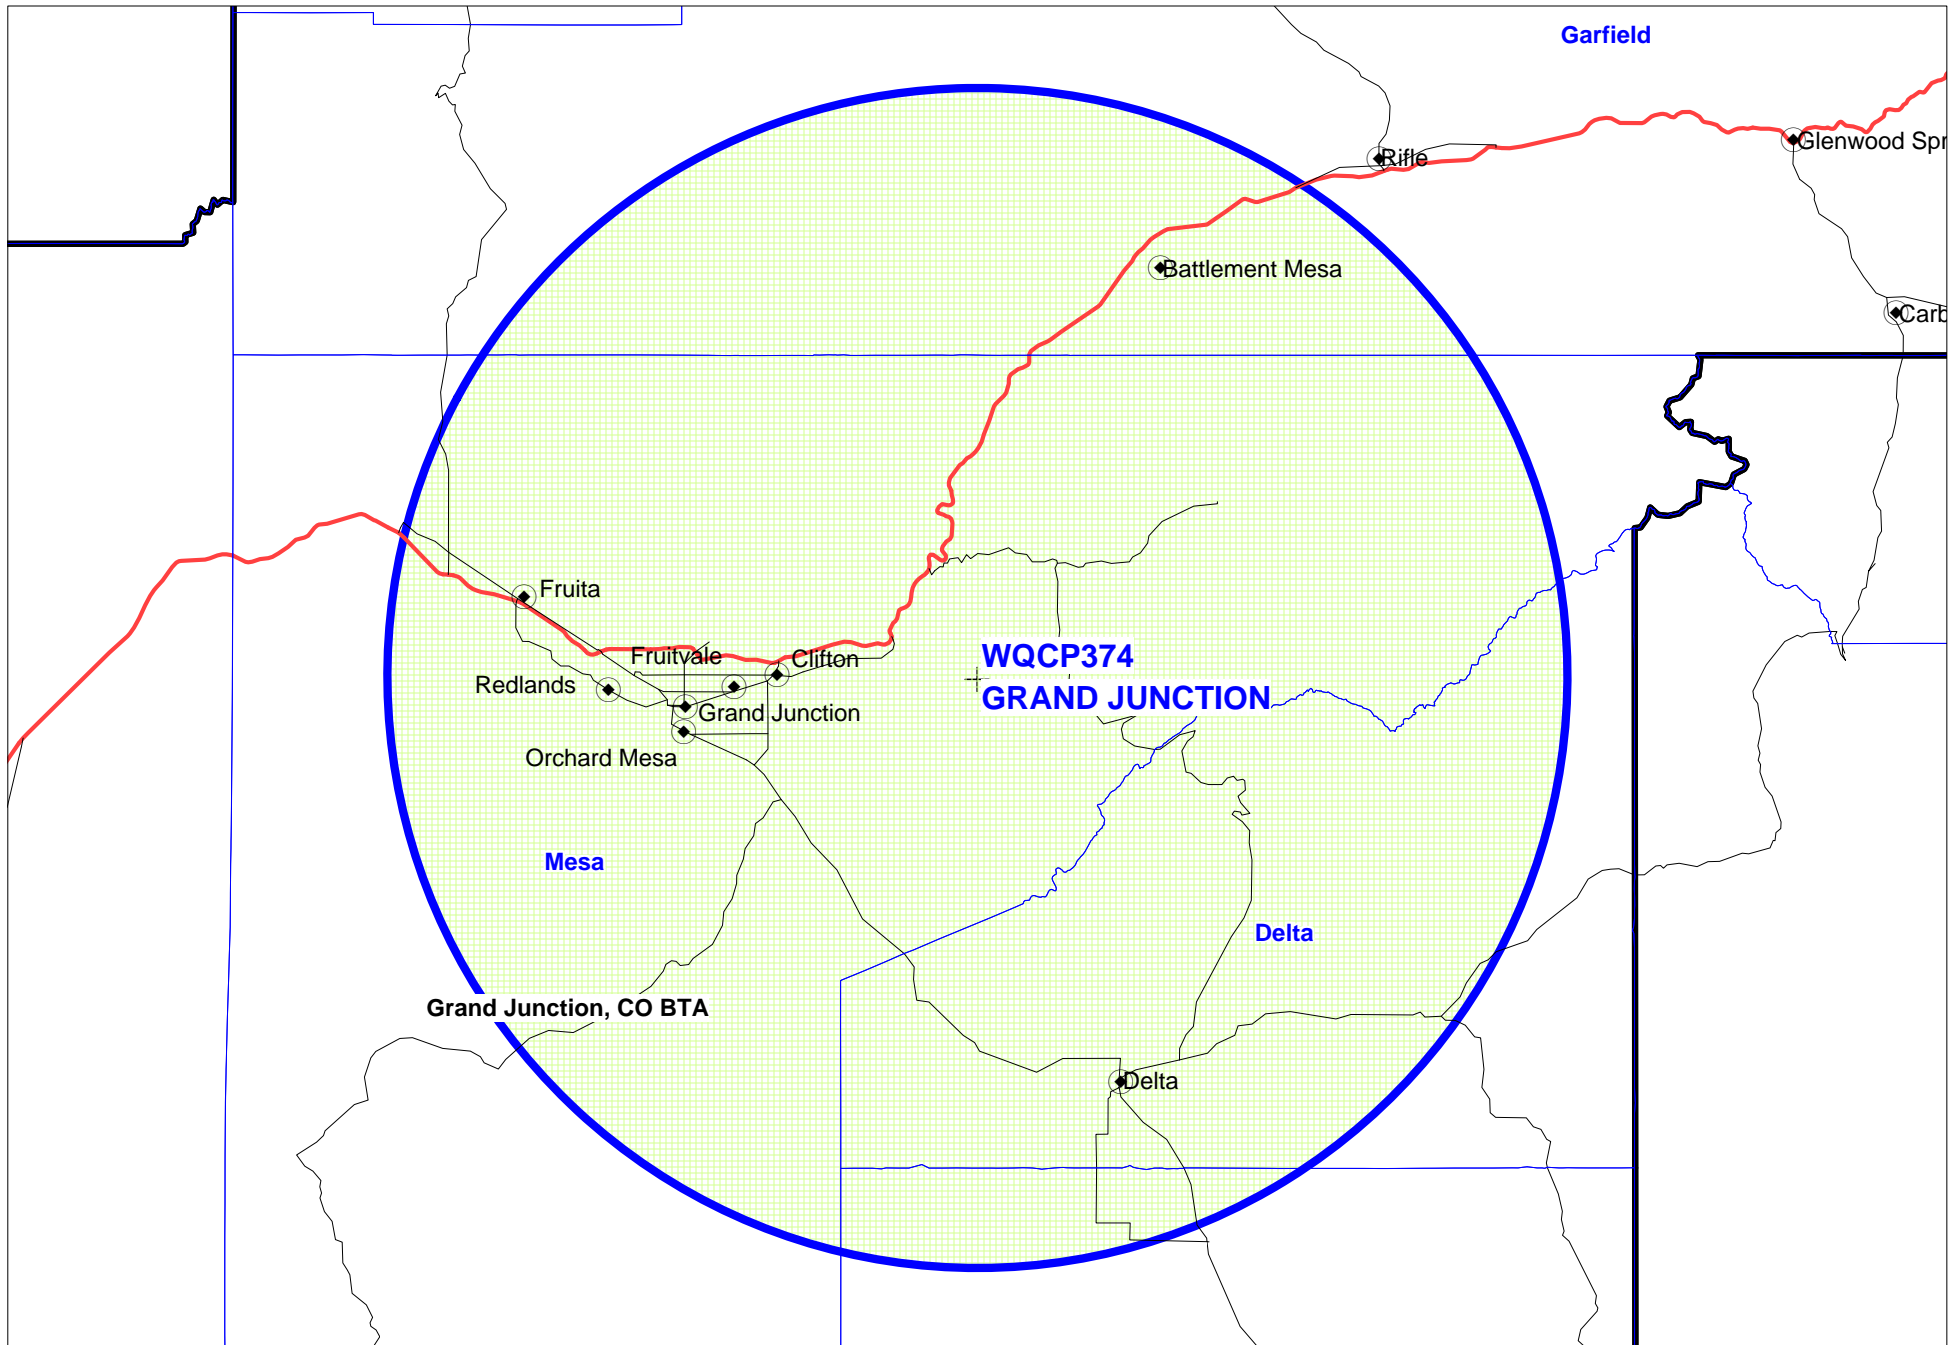 Garfield
Glenwood Spr
Rifle
Battlement Mesa
Carb
Fruita
Fruitvale
Clifton
WQCP374
Redlands
GRAND JUNCTION
Grand Junction
Orchard Mesa
Mesa
Delta
Grand Junction, CO BTA
Delta